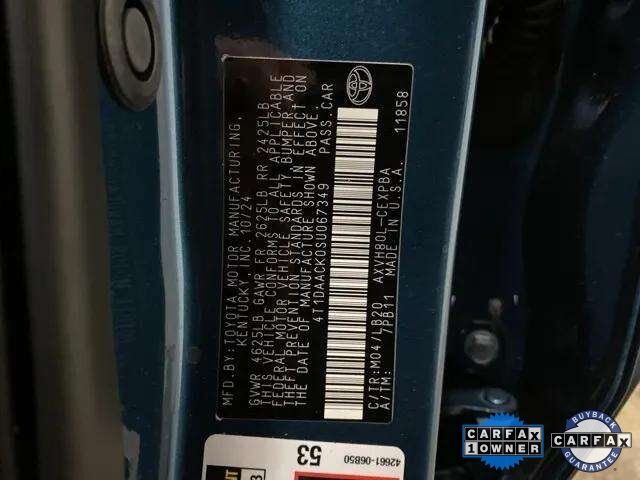 MFD. BY: TOYOTA MOTOR MANUFACTURING,
KENTUCKY, INC. 10/24
GVWR 4625LB GAWR FR 2625LB RR 2425LB
THIS VEHICLE CONFORMS TO ALL APPLICABLE
FEDERAL MOTOR VEHICLE SAFETY, BUMPER, AND
THEFT PREVENTION STANDARDS IN EFFECT ON
THE DATE OF MANUFACTURE SHOWN ABOVE.
4T1DAACK0SU067349 PASS.CAR
C/TR:M04/LB20 AXVH80L-CEXPBA
A/TM: 7PB11 MADE IN U.S.A. 11858
42661-06B50
53
CARFAX
1 OWNER
BUYBACK
CARFAX
GUARANTEE